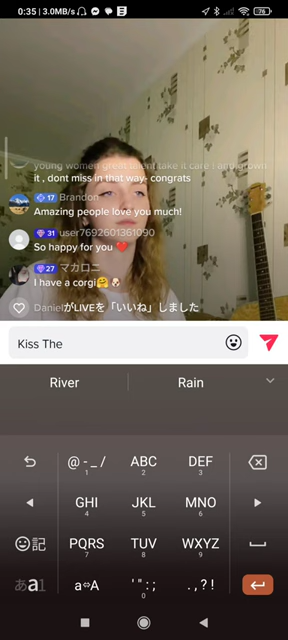 0:35 | 3.0MB/s
76
young women great talent take it care
it , dont miss in that way- congrats
17 Brandon
Amazing people love you much!
31 user7692601361090
So happy for you ❤️
27 マカロニ
I have a corgi🤗🐶
DanielがLIVEを「いいね」しました
Kiss The
River Rain
@-_/ ABC DEF
1 2 3
GHI JKL MNO
4 5 6
記 PQRS TUV WXYZ
7 8 9
あa1 a⇔A '":; .,?!
0